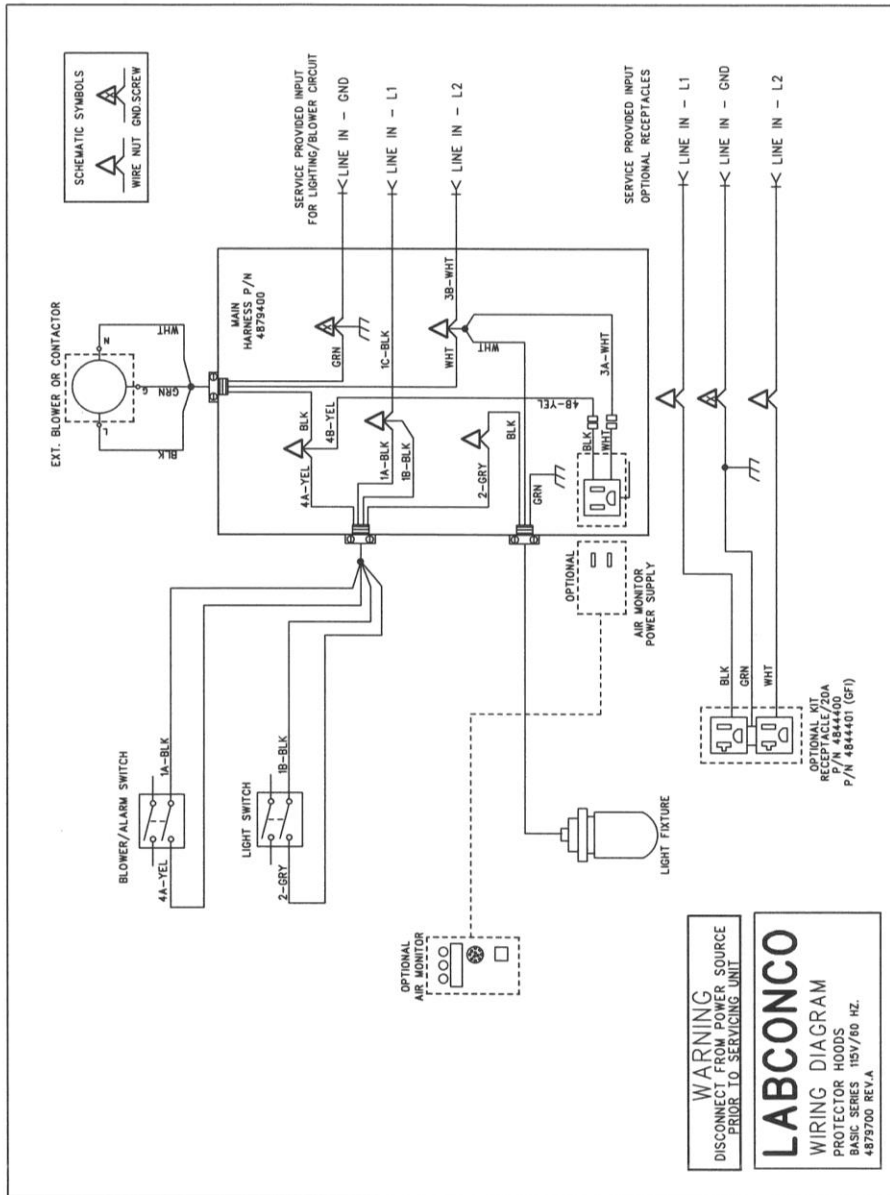 SCHEMATIC SYMBOLS
WIRE NUT
GND.SCREW
EXT. BLOWER OR CONTACTOR
L
G
N
BLK
GRN
WHT
MAIN
HARNESS P/N
4879400
SERVICE PROVIDED INPUT
FOR LIGHTING/BLOWER CIRCUIT
LINE IN - GND
LINE IN - L1
LINE IN - L2
GRN
1C-BLK
3B-WHT
WHT
WHT
3A-WHT
BLK
4B-YEL
4B-YEL
4A-YEL
1A-BLK
1B-BLK
2-GRY
BLK
GRN
BLK
WHT
BLOWER/ALARM SWITCH
4A-YEL
1A-BLK
LIGHT SWITCH
2-GRY
1B-BLK
OPTIONAL
AIR MONITOR
POWER SUPPLY
OPTIONAL
AIR MONITOR
LIGHT FIXTURE
SERVICE PROVIDED INPUT
OPTIONAL RECEPTACLES
LINE IN - L1
LINE IN - GND
LINE IN - L2
BLK
GRN
WHT
OPTIONAL KIT
RECEPTACLE/20A
P/N 4844400
P/N 4844401 (GFI)
WARNING
DISCONNECT FROM POWER SOURCE
PRIOR TO SERVICING UNIT
LABCONCO
WIRING DIAGRAM
PROTECTOR HOODS
BASIC SERIES 115V/60 HZ.
4879700 REV.A